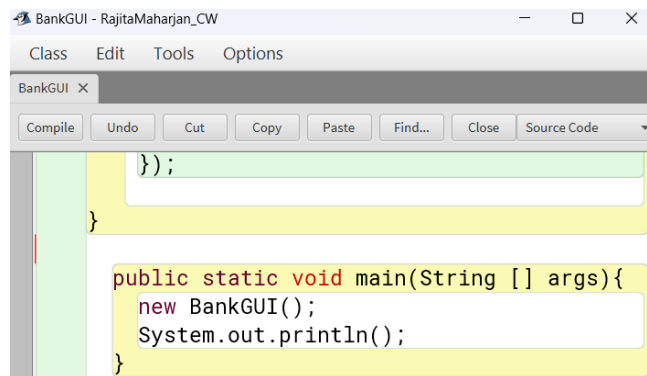 BankGUI - RajitaMaharjan_CW
Class Edit Tools Options
BankGUI ×
Compile Undo Cut Copy Paste Find... Close Source Code
});
}
public static void main(String [] args){
new BankGUI();
System.out.println();
}